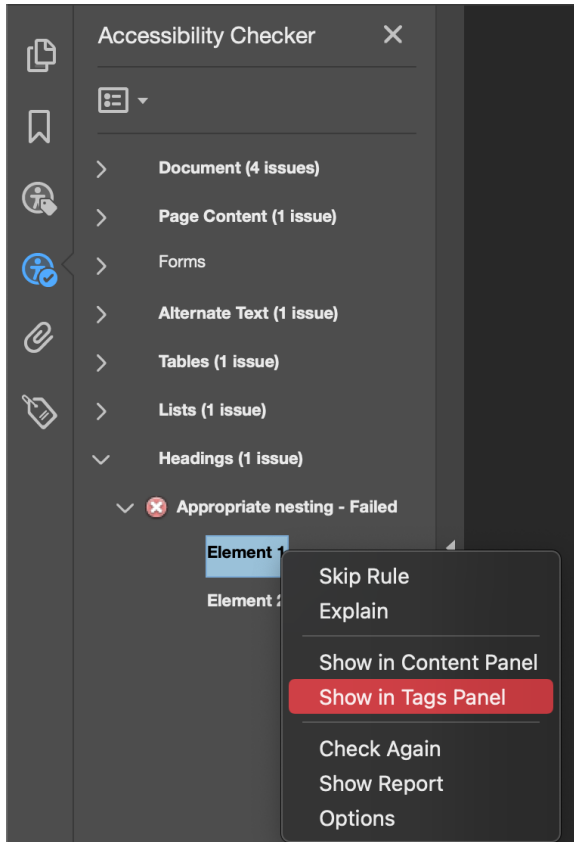 Accessibility Checker
Document (4 issues)
Page Content (1 issue)
Forms
Alternate Text (1 issue)
Tables (1 issue)
Lists (1 issue)
Headings (1 issue)
Appropriate nesting - Failed
Element 1
Element 2
Skip Rule
Explain
Show in Content Panel
Show in Tags Panel
Check Again
Show Report
Options